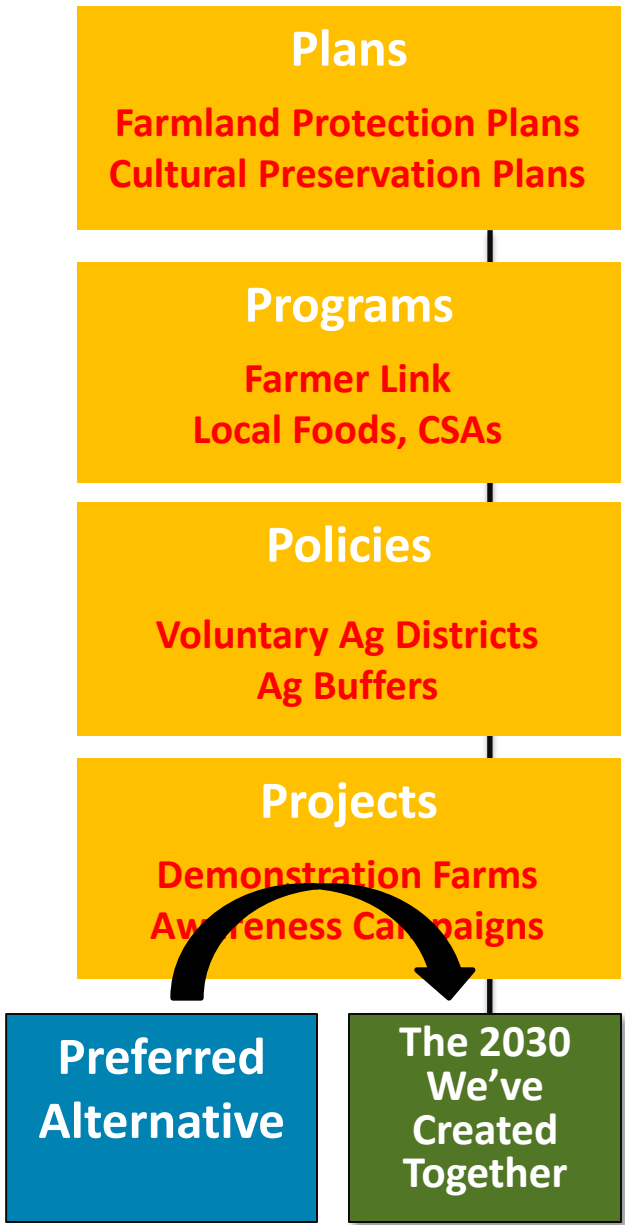 Plans
Farmland Protection Plans
Cultural Preservation Plans
Programs
Farmer Link
Local Foods, CSAs
Policies
Voluntary Ag Districts
Ag Buffers
Projects
Demonstration Farms
Awareness Campaigns
Preferred
Alternative
The 2030
We’ve
Created
Together